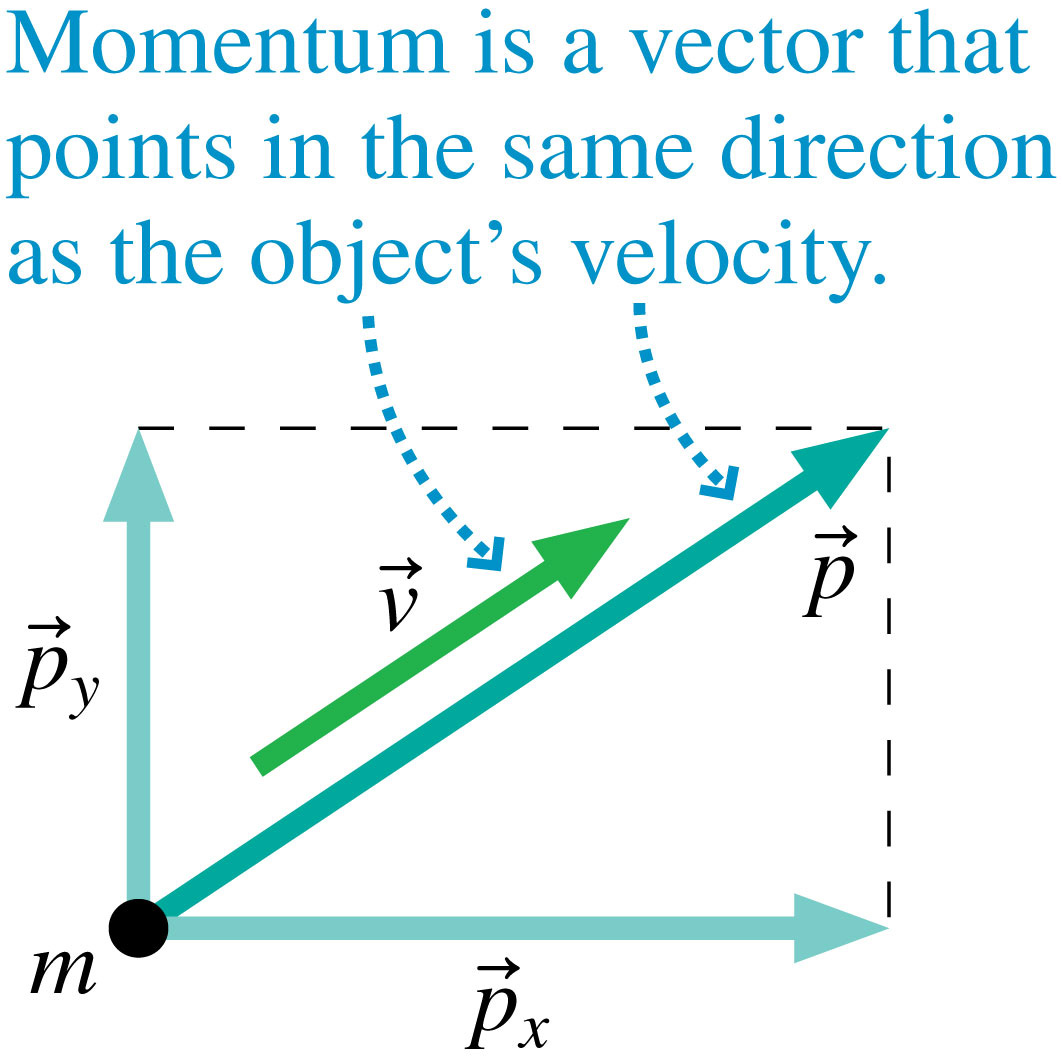 Momentum is a vector that
points in the same direction
as the object’s velocity.
v⃗
p⃗
p⃗y
m
p⃗x